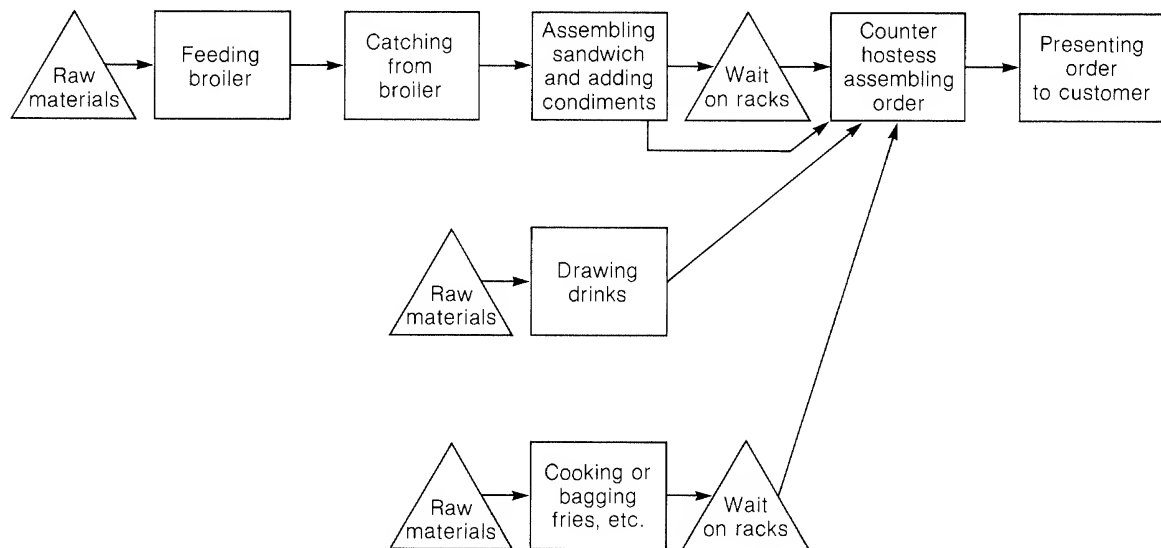 Raw
materials
Feeding
broiler
Catching
from
broiler
Assembling
sandwich
and adding
condiments
Wait
on racks
Counter
hostess
assembling
order
Presenting
order
to customer
Raw
materials
Drawing
drinks
Raw
materials
Cooking or
bagging
fries, etc.
Wait
on racks